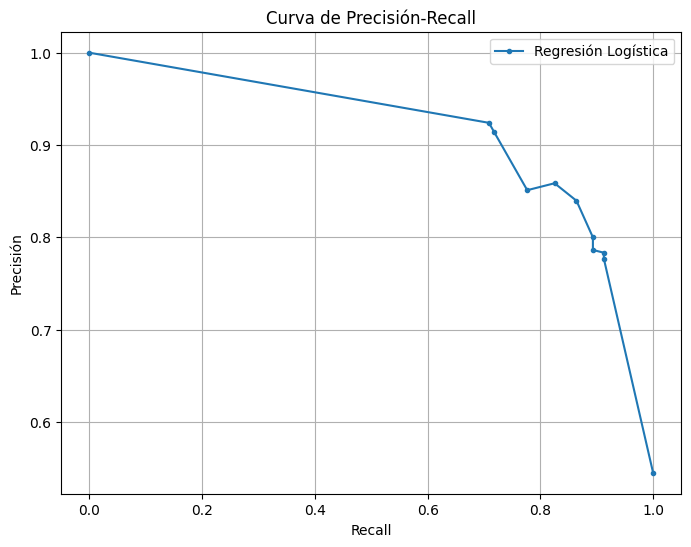 Curva de Precisión-Recall
Regresión Logística
Precisión
1.0
0.9
0.8
0.7
0.6
0.0 0.2 0.4 0.6 0.8 1.0
Recall